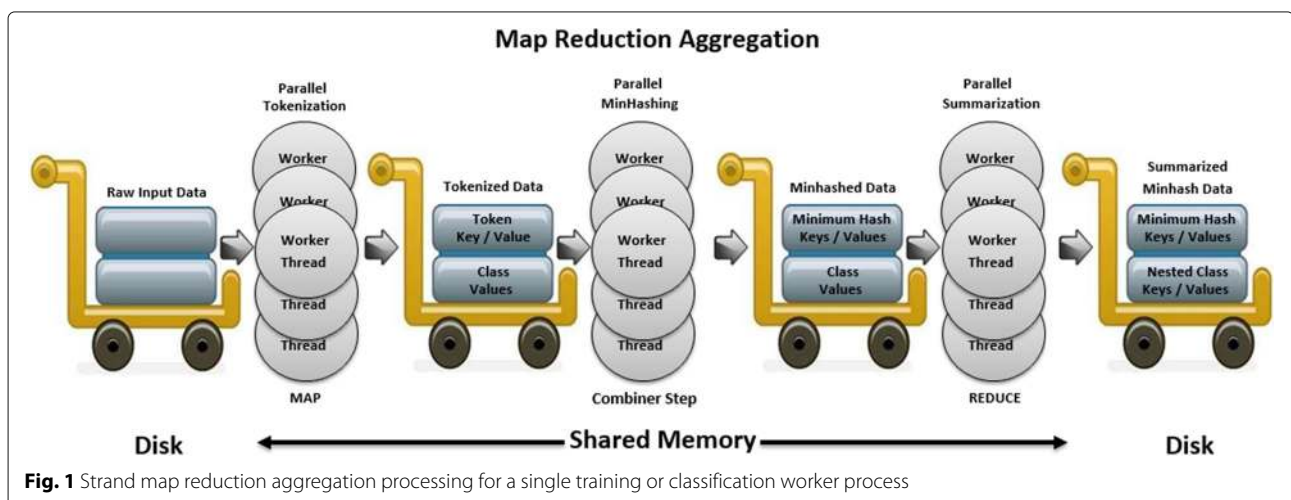 Map Reduction Aggregation
Parallel
Tokenization
Parallel
MinHashing
Parallel
Summarization
Raw Input Data
Worker
Worker
Worker
Thread
Thread
Thread
MAP
Tokenized Data
Token
Key / Value
Class
Values
Worker
Worker
Worker
Thread
Thread
Thread
Combiner Step
Minhashed Data
Minimum Hash
Keys / Values
Class
Values
Worker
Worker
Worker
Thread
Thread
Thread
REDUCE
Summarized
Minhash Data
Minimum Hash
Keys / Values
Nested Class
Keys / Values
Disk
Shared Memory
Disk
Fig. 1 Strand map reduction aggregation processing for a single training or classification worker process